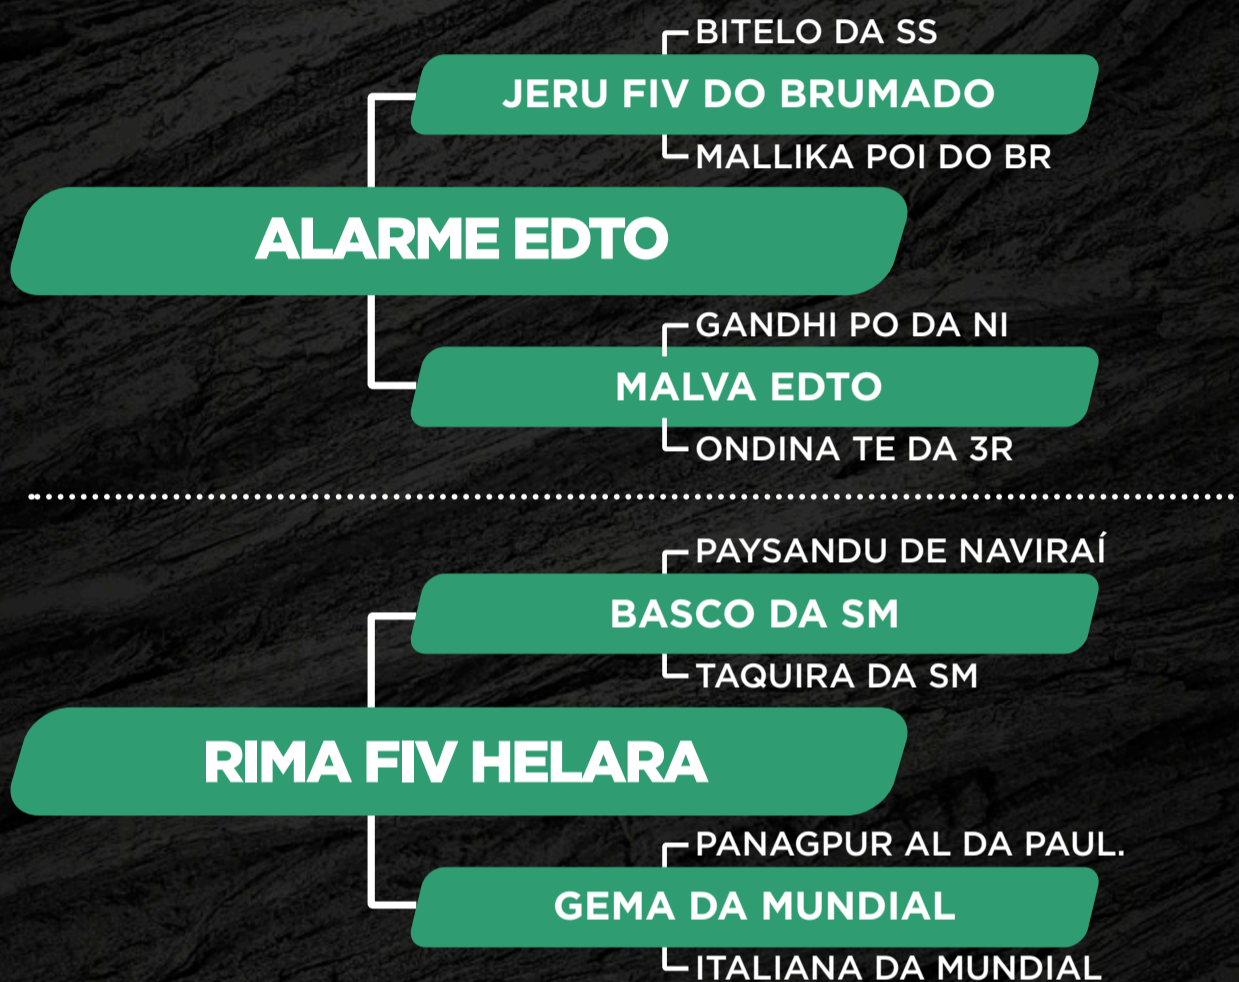 BITELO DA SS
JERU FIV DO BRUMADO
MALLIKA POI DO BR
ALARME EDTO
GANDHI PO DA NI
MALVA EDTO
ONDINA TE DA 3R
PAYSANDU DE NAVIRAÍ
BASCO DA SM
TAQUIRA DA SM
RIMA FIV HELARA
PANAGPUR AL DA PAUL.
GEMA DA MUNDIAL
ITALIANA DA MUNDIAL